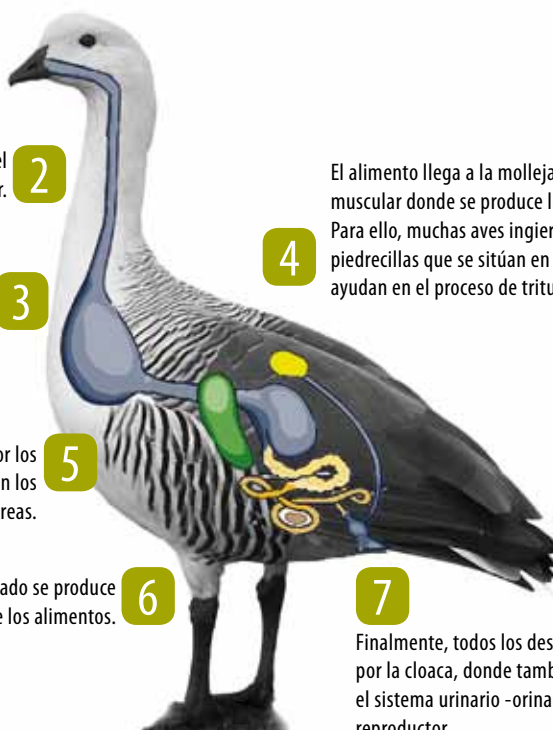 2
el
r.
3
4
El alimento llega a la molleja
muscular donde se produce l
Para ello, muchas aves ingier
piedrecillas que se sitúan en
ayudan en el proceso de tritu
5
or los
n los
reas.
6
ado se produce
e los alimentos.
7
Finalmente, todos los des
por la cloaca, donde tamb
el sistema urinario -orina
reproductor